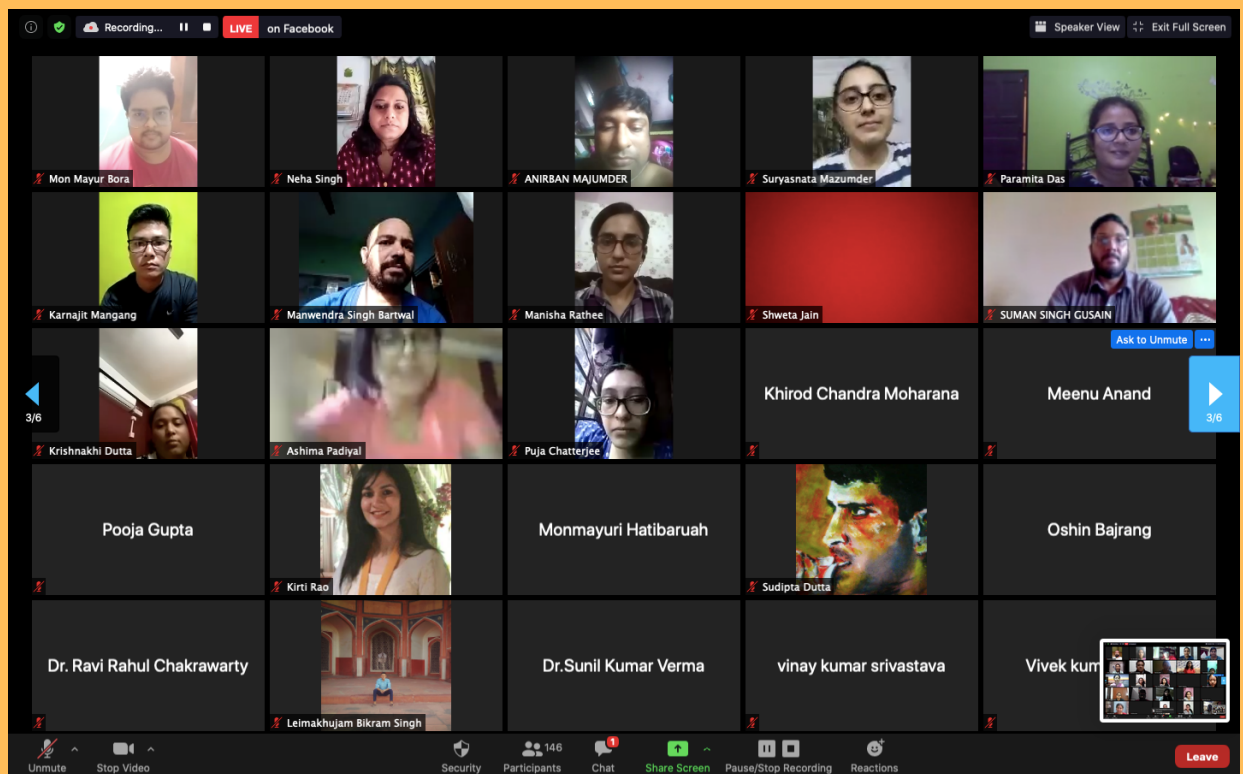 Recording...
LIVE on Facebook
Speaker View Exit Full Screen
Mon Mayur Bora
Neha Singh
ANIRBAN MAJUMDER
Suryasnata Mazumder
Paramita Das
Karnajit Mangang
Manwendra Singh Bartwal
Manisha Rathee
Shweta Jain
SUMAN SINGH GUSAIN
Ask to Unmute ...
3/6
Krishnakhi Dutta
Ashima Padiyal
Puja Chatterjee
Khirod Chandra Moharana
Meenu Anand
3/6
Pooja Gupta
Kirti Rao
Monmayuri Hatibaruah
Sudipta Dutta
Oshin Bajrang
Dr. Ravi Rahul Chakrawarty
Leimakhujam Bikram Singh
Dr.Sunil Kumar Verma
vinay kumar srivastava
Vivek kum
Unmute
Stop Video
Security
146
Participants
1
Chat
Share Screen
Pause/Stop Recording
Reactions
Leave